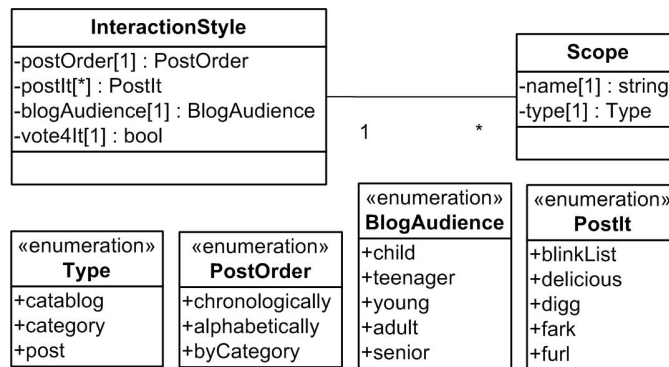 InteractionStyle
-postOrder[1] : PostOrder
-postIt[*] : PostIt
-blogAudience[1] : BlogAudience
-vote4It[1] : bool
1
*
Scope
-name[1] : string
-type[1] : Type
«enumeration»
Type
+catablog
+category
+post
«enumeration»
PostOrder
+chronologically
+alphabetically
+byCategory
«enumeration»
BlogAudience
+child
+teenager
+young
+adult
+senior
«enumeration»
PostIt
+blinkList
+delicious
+digg
+fark
+furl